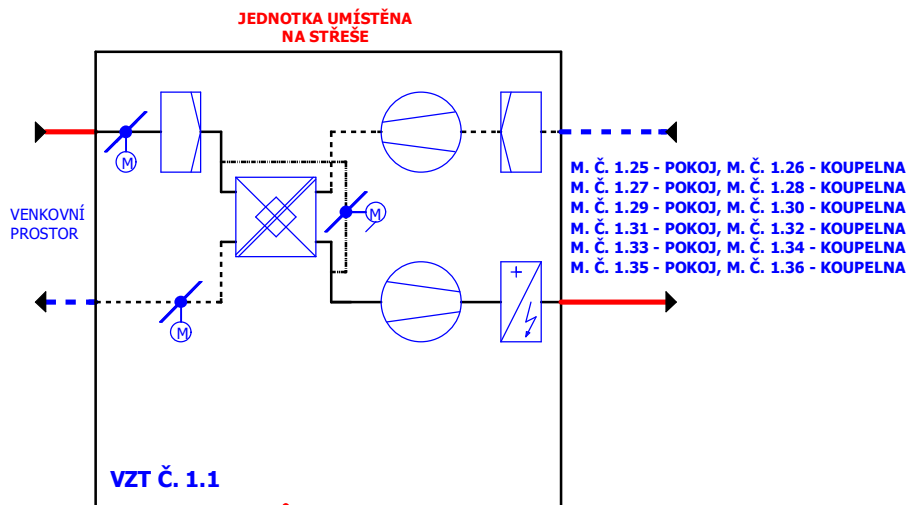 JEDNOTKA UMÍSTĚNA
NA STŘEŠE
M
M
VENKOVNÍ
PROSTOR
M. Č. 1.25 - POKOJ, M. Č. 1.26 - KOUPELNA
M. Č. 1.27 - POKOJ, M. Č. 1.28 - KOUPELNA
M. Č. 1.29 - POKOJ, M. Č. 1.30 - KOUPELNA
M. Č. 1.31 - POKOJ, M. Č. 1.32 - KOUPELNA
M. Č. 1.33 - POKOJ, M. Č. 1.34 - KOUPELNA
M. Č. 1.35 - POKOJ, M. Č. 1.36 - KOUPELNA
+
M
VZT Č. 1.1